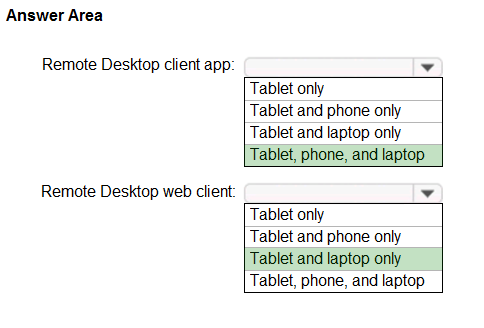 Answer Area
Remote Desktop client app:
Tablet only
Tablet and phone only
Tablet and laptop only
Tablet, phone, and laptop
Remote Desktop web client:
Tablet only
Tablet and phone only
Tablet and laptop only
Tablet, phone, and laptop